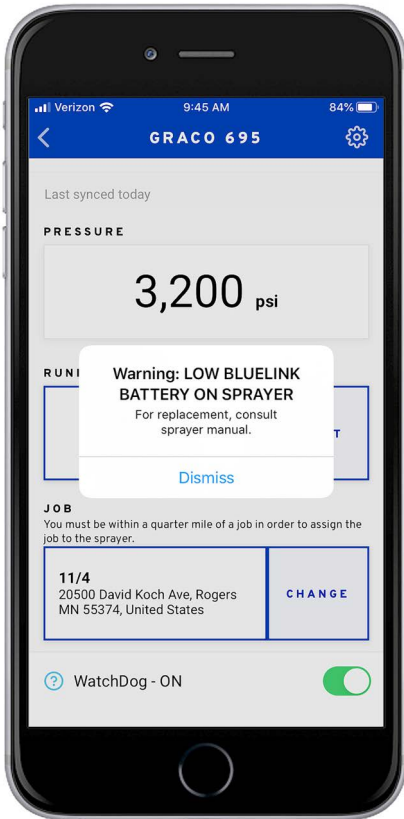 Verizon 9:45 AM 84%
GRACO 695
Last synced today
PRESSURE
3,200 psi
RUN
Warning: LOW BLUELINK
BATTERY ON SPRAYER
For replacement, consult
sprayer manual.
T
Dismiss
JOB
You must be within a quarter mile of a job in order to assign the
job to the sprayer.
11/4
20500 David Koch Ave, Rogers
MN 55374, United States
CHANGE
? WatchDog - ON